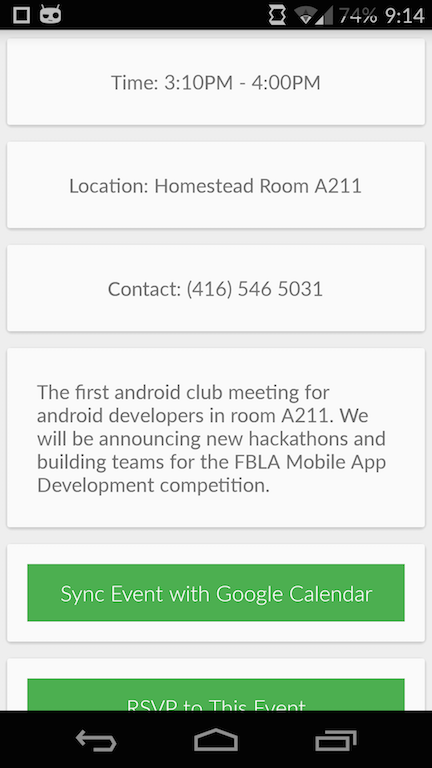 74% 9:14
Time: 3:10PM - 4:00PM
Location: Homestead Room A211
Contact: (416) 546 5031
The first android club meeting for
android developers in room A211. We
will be announcing new hackathons and
building teams for the FBLA Mobile App
Development competition.
Sync Event with Google Calendar
RSVP to This Event